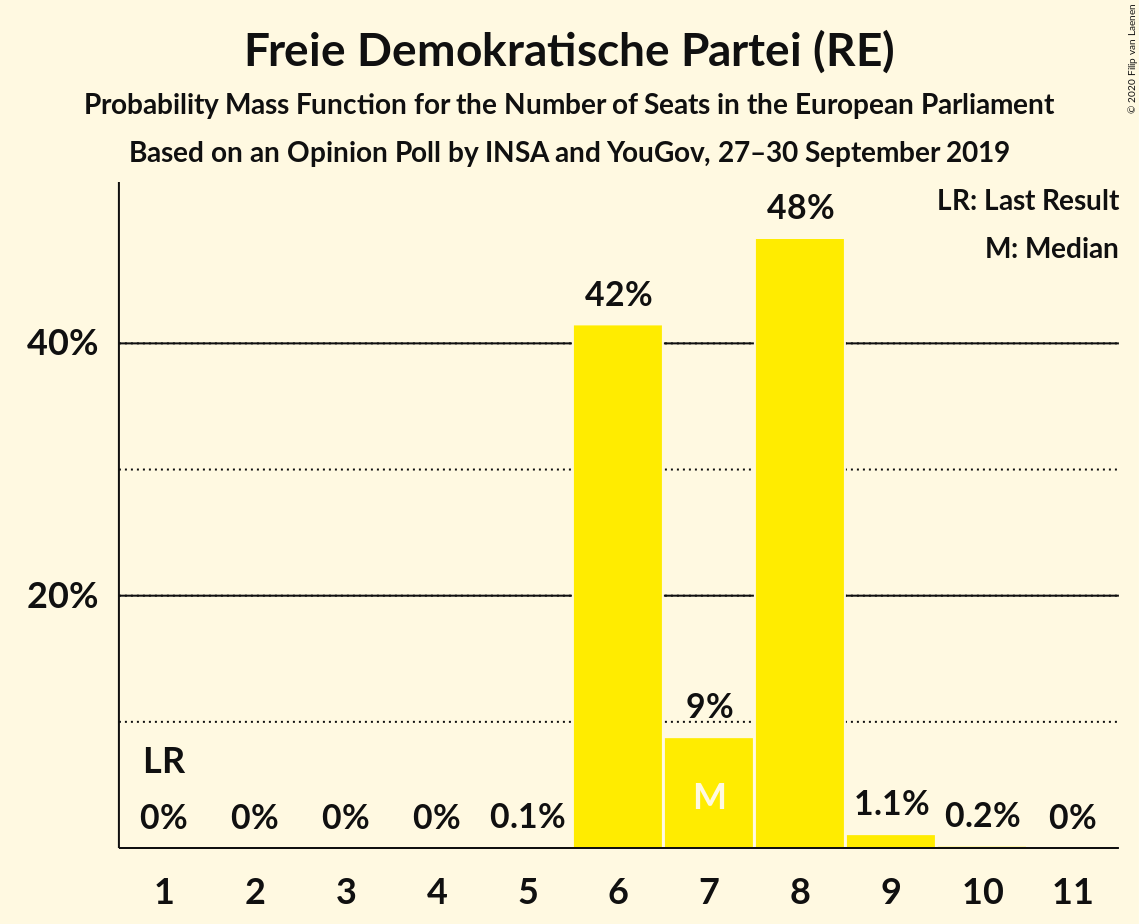 Freie Demokratische Partei (RE)
Probability Mass Function for the Number of Seats in the European Parliament
Based on an Opinion Poll by INSA and YouGov, 27–30 September 2019
© 2020 Filip van Laenen
LR: Last Result
M: Median
48%
42%
40%
20%
9%
LR
M
0%
0%
0%
0%
0.1%
1.1%
0.2%
0%
1 2 3 4 5 6 7 8 9 10 11